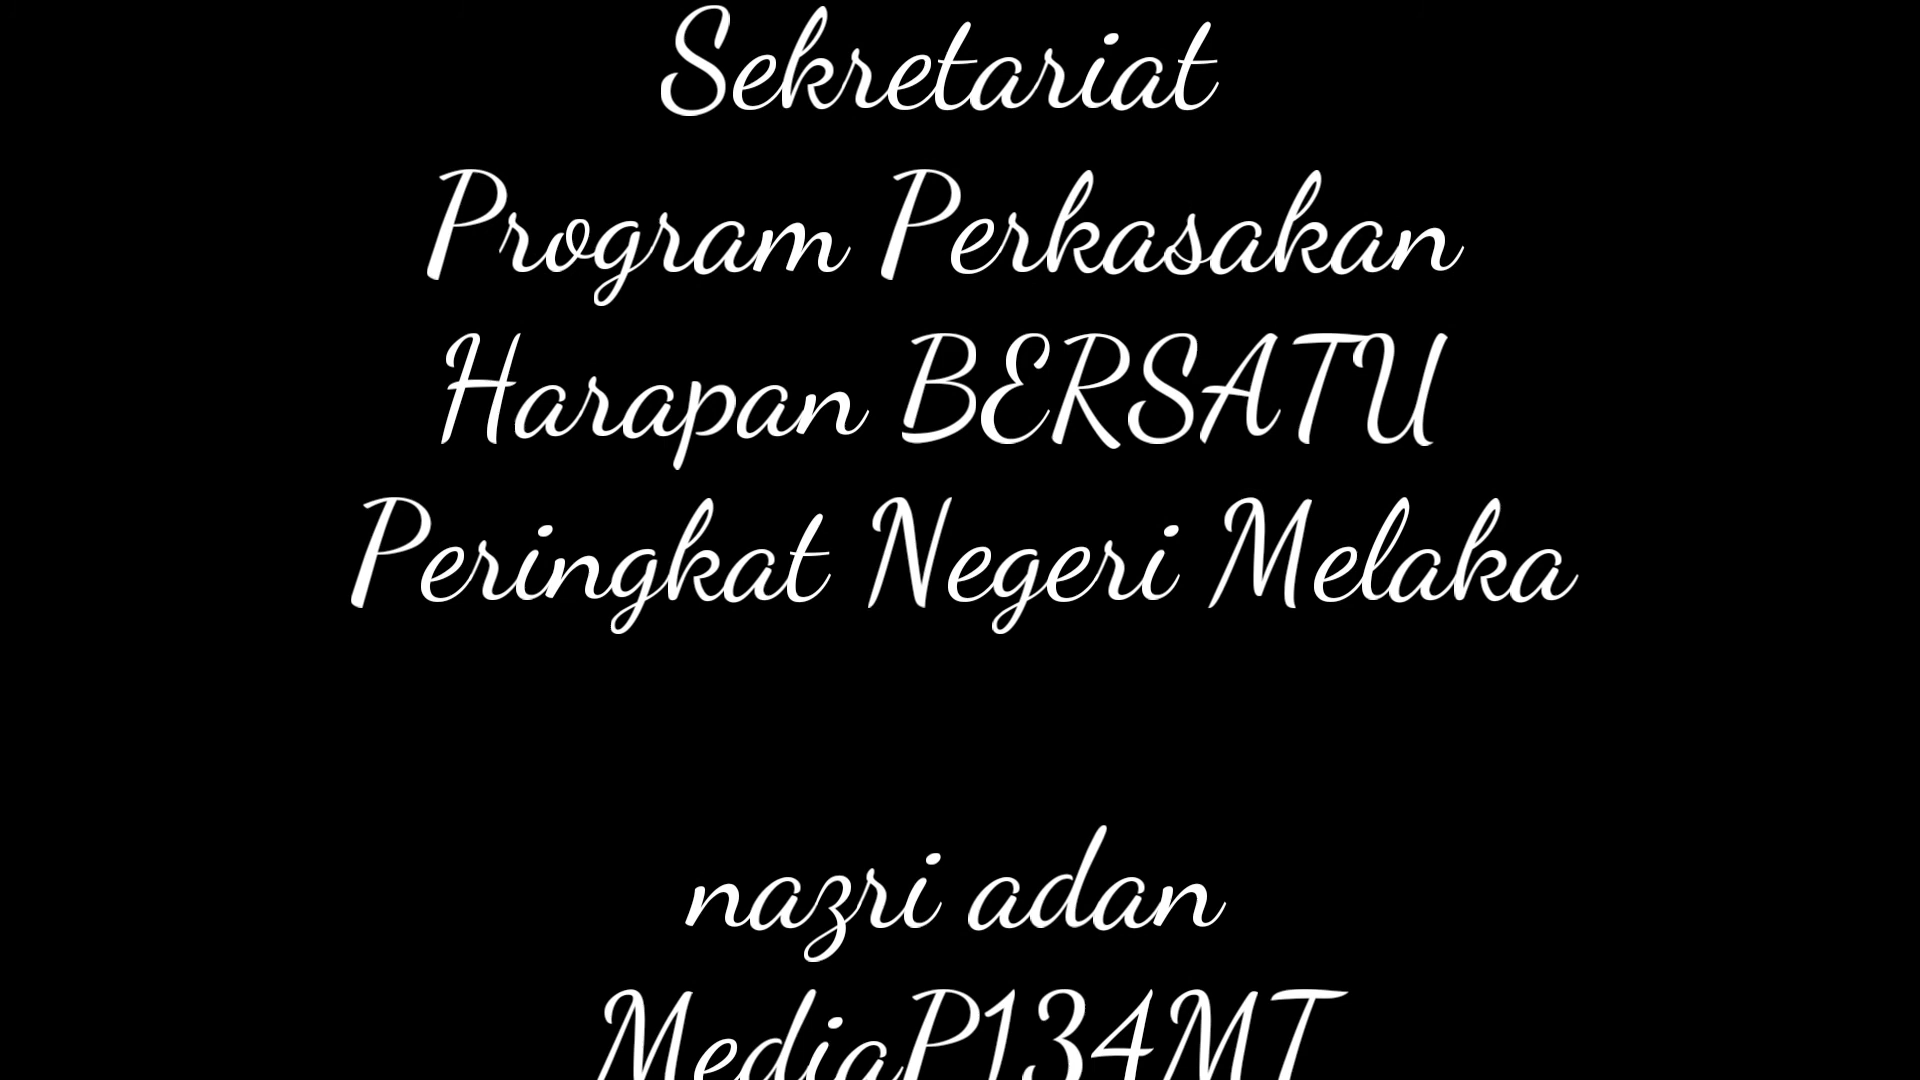 Sekretariat
Program Perkasakan
Harapan BERSATU
Peringkat Negeri Melaka
nazri adan
MediaP134MT